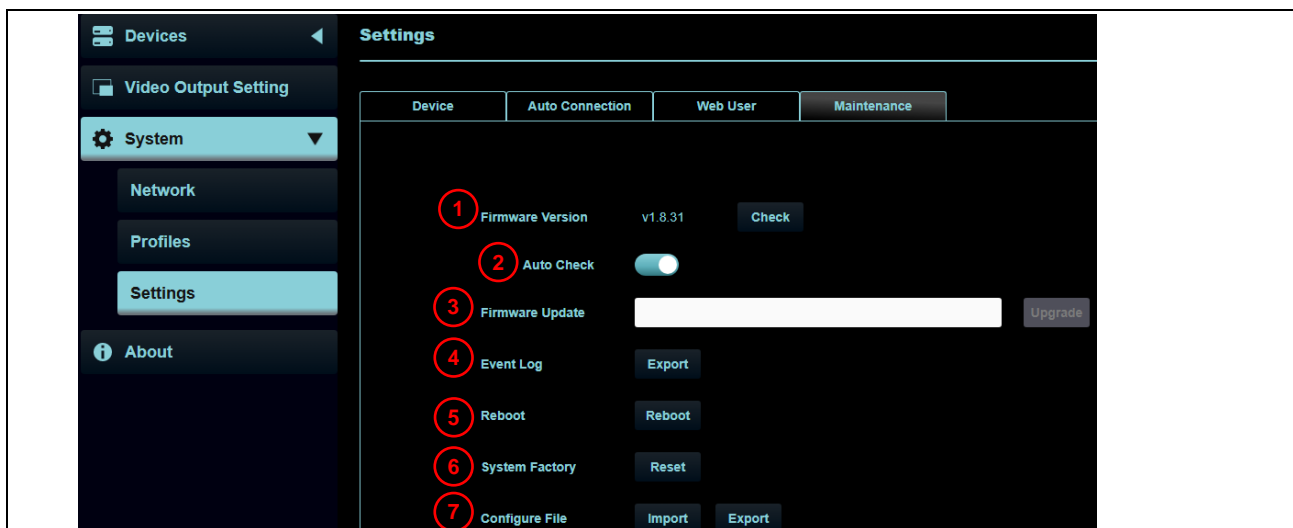 Devices
Video Output Setting
System
Network
Profiles
Settings
About
Settings
Device Auto Connection Web User Maintenance
1 Firmware Version v1.8.31 Check
2 Auto Check
3 Firmware Update Upgrade
4 Event Log Export
5 Reboot Reboot
6 System Factory Reset
7 Configure File Import Export